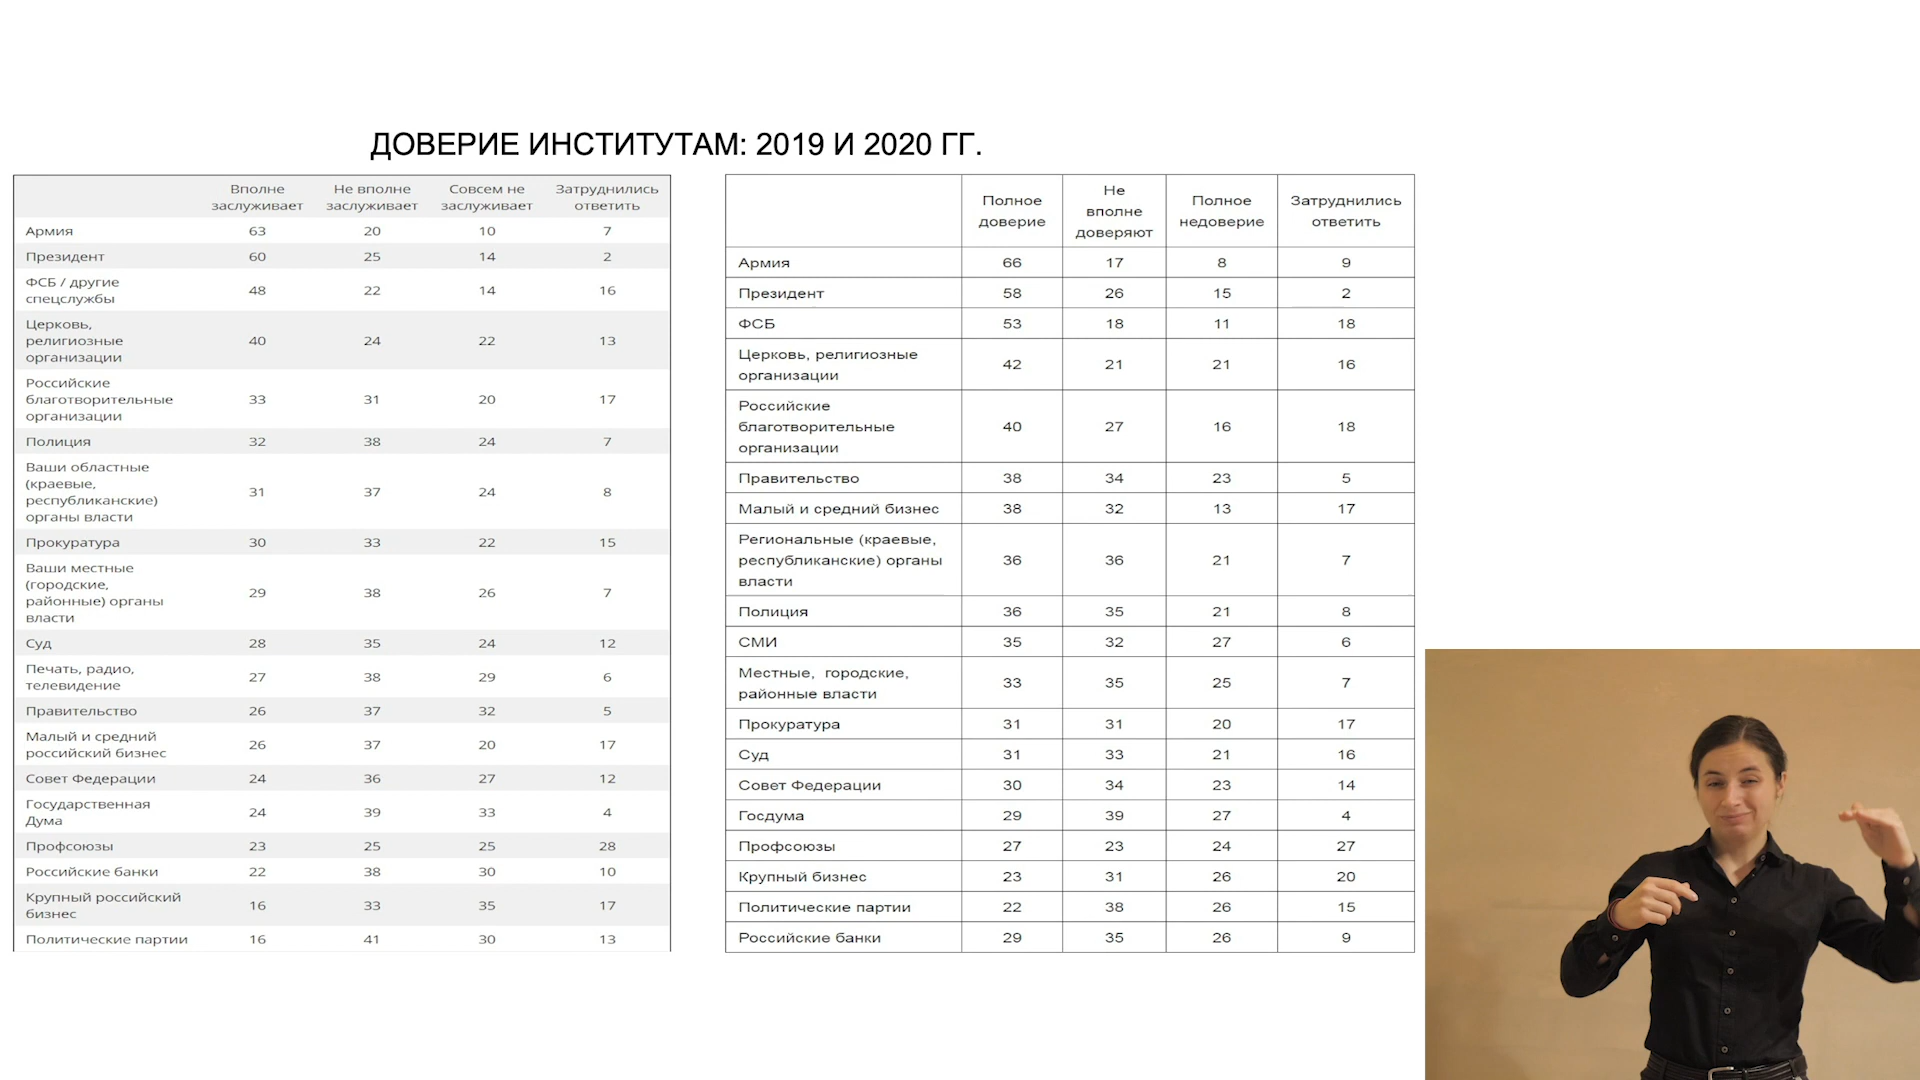 ДОВЕРИЕ ИНСТИТУТАМ: 2019 И 2020 ГГ.
Вполне заслуживает Не вполне заслуживает Совсем не заслуживает Затруднились ответить
Армия 63 20 10 7
Президент 60 25 14 2
ФСБ / другие спецслужбы 48 22 14 16
Церковь, религиозные организации 40 24 22 13
Российские благотворительные организации 33 31 20 17
Полиция 32 38 24 7
Ваши областные (краевые, республиканские) органы власти 31 37 24 8
Прокуратура 30 33 22 15
Ваши местные (городские, районные) органы власти 29 38 26 7
Суд 28 35 24 12
Печать, радио, телевидение 27 38 29 6
Правительство 26 37 32 5
Малый и средний российский бизнес 26 37 20 17
Совет Федерации 24 36 27 12
Государственная Дума 24 39 33 4
Профсоюзы 23 25 25 28
Российские банки 22 38 30 10
Крупный российский бизнес 16 33 35 17
Политические партии 16 41 30 13
Полное доверие Не вполне доверяют Полное недоверие Затруднились ответить
Армия 66 17 8 9
Президент 58 26 15 2
ФСБ 53 18 11 18
Церковь, религиозные организации 42 21 21 16
Российские благотворительные организации 40 27 16 18
Правительство 38 34 23 5
Малый и средний бизнес 38 32 13 17
Региональные (краевые, республиканские) органы власти 36 36 21 7
Полиция 36 35 21 8
СМИ 35 32 27 6
Местные, городские, районные власти 33 35 25 7
Прокуратура 31 31 20 17
Суд 31 33 21 16
Совет Федерации 30 34 23 14
Госдума 29 39 27 4
Профсоюзы 27 23 24 27
Крупный бизнес 23 31 26 20
Политические партии 22 38 26 15
Российские банки 29 35 26 9